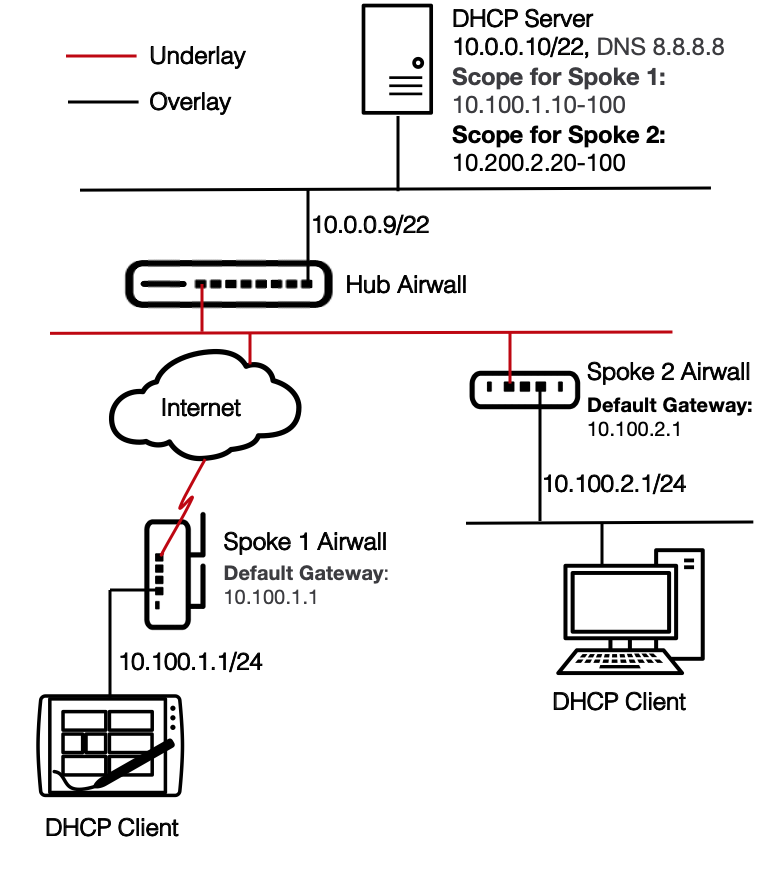 Underlay
Overlay
DHCP Server
10.0.0.10/22, DNS 8.8.8.8
Scope for Spoke 1:
10.100.1.10-100
Scope for Spoke 2:
10.200.2.20-100
10.0.0.9/22
Hub Airwall
Internet
Spoke 2 Airwall
Default Gateway:
10.100.2.1
10.100.2.1/24
Spoke 1 Airwall
Default Gateway:
10.100.1.1
10.100.1.1/24
DHCP Client
DHCP Client